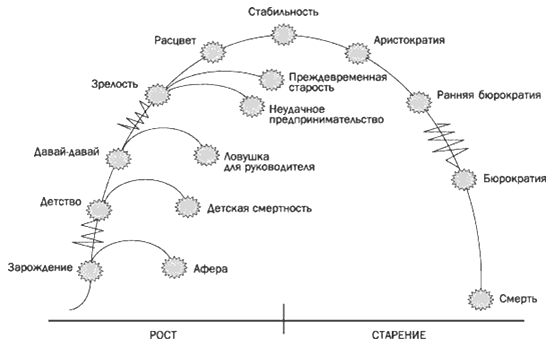 Стабильность
Расцвет
Аристократия
Преждевременная
старость
Зрелость
Ранняя бюрократия
Неудачное
предпринимательство
Давай-давай
Ловушка
для руководителя
Бюрократия
Детство
Детская смертность
Зарождение
Афера
Смерть
РОСТ
СТАРЕНИЕ